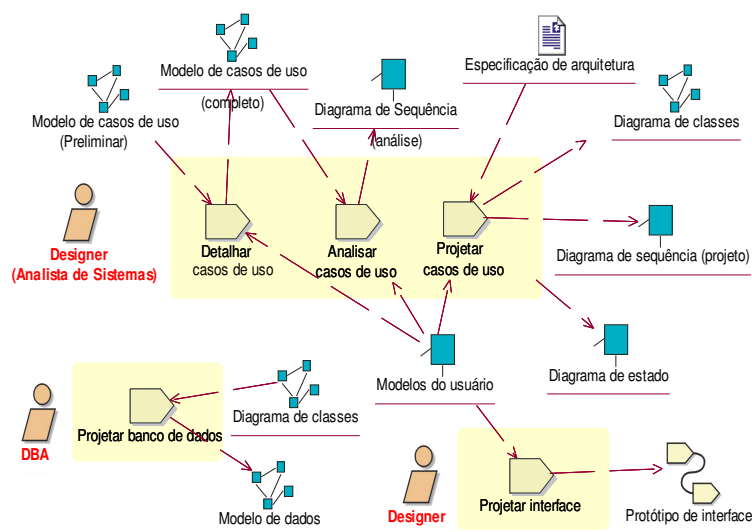 Modelo de casos de uso
(completo)
Especificação de arquitetura
Modelo de casos de uso
(Preliminar)
Diagrama de Sequência
(análise)
Diagrama de classes
Designer
(Analista de Sistemas)
Detalhar
casos de uso
Analisar
casos de uso
Projetar
casos de uso
Diagrama de sequência (projeto)
Modelos do usuário
Diagrama de estado
DBA
Projetar banco de dados
Diagrama de classes
Modelo de dados
Designer
Projetar interface
Protótipo de interface